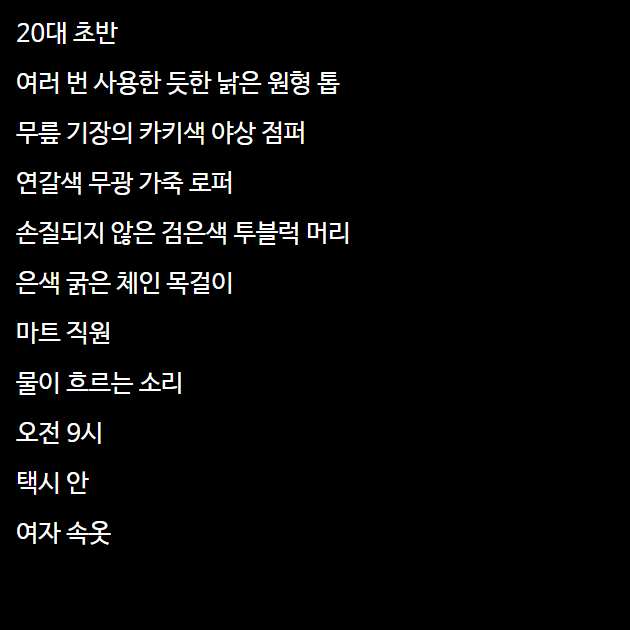 20대 초반
여러 번 사용한 듯한 낡은 원형 톱
무릎 기장의 카키색 야상 점퍼
연갈색 무광 가죽 로퍼
손질되지 않은 검은색 투블럭 머리
은색 굵은 체인 목걸이
마트 직원
물이 흐르는 소리
오전 9시
택시 안
여자 속옷